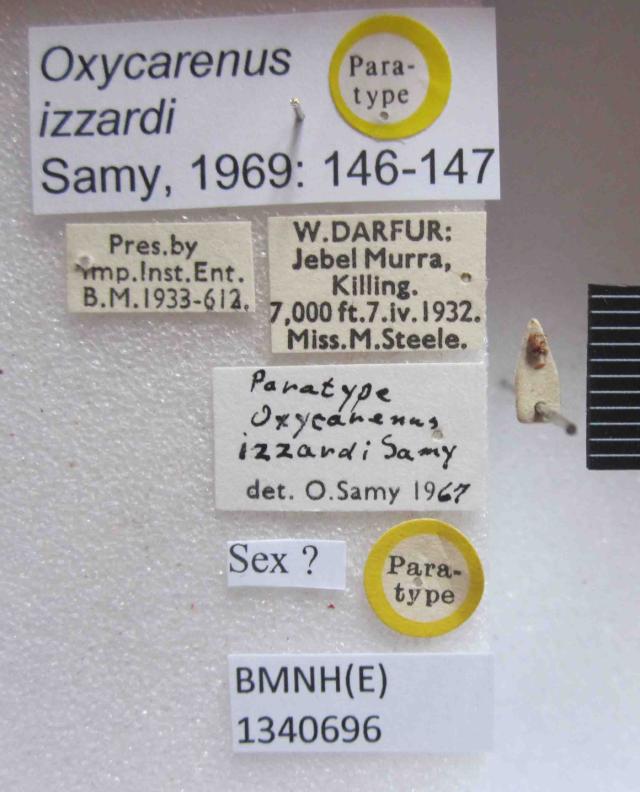 Oxycarenus
izzardi
Samy, 1969: 146-147
Para-
type
Pres.by
Imp.Inst.Ent.
B.M.1933-612.
W.DARFUR:
Jebel Murra,
Killing.
7,000 ft.7.iv.1932.
Miss.M.Steele.
Paratype
Oxycarenus
izzardi Samy
det. O.Samy 1967
Sex ?
Para-
type
BMNH(E)
1340696